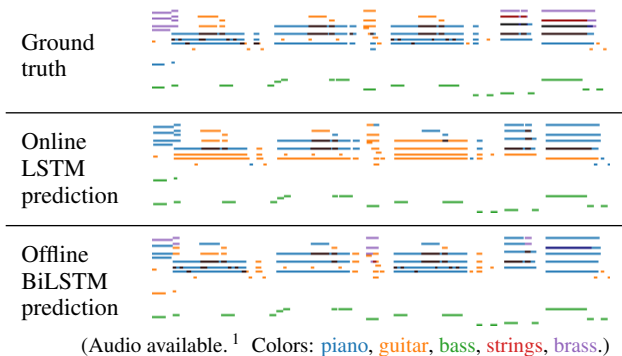 Ground
truth
Online
LSTM
prediction
Offline
BiLSTM
prediction
(Audio available. 1 Colors: piano, guitar, bass, strings, brass.)